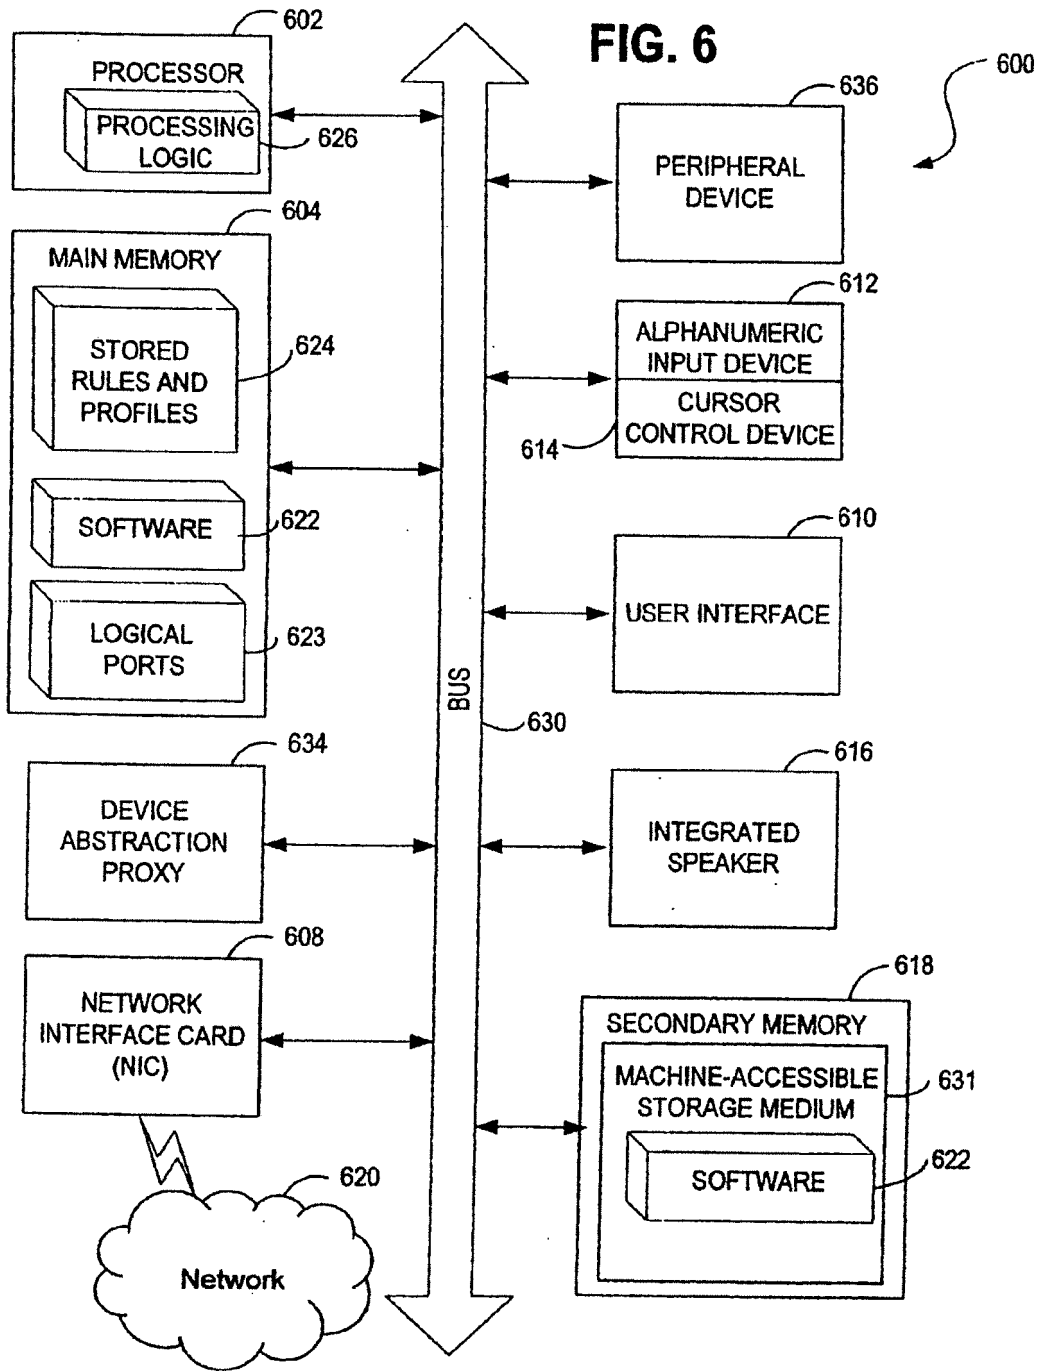 FIG. 6
600
602
PROCESSOR
PROCESSING
LOGIC
626
604
MAIN MEMORY
STORED
RULES AND
PROFILES
624
SOFTWARE
622
LOGICAL
PORTS
623
634
DEVICE
ABSTRACTION
PROXY
608
NETWORK
INTERFACE CARD
(NIC)
620
Network
BUS
630
636
PERIPHERAL
DEVICE
612
ALPHANUMERIC
INPUT DEVICE
CURSOR
CONTROL DEVICE
614
610
USER INTERFACE
616
INTEGRATED
SPEAKER
618
SECONDARY MEMORY
MACHINE-ACCESSIBLE
STORAGE MEDIUM
631
SOFTWARE
622